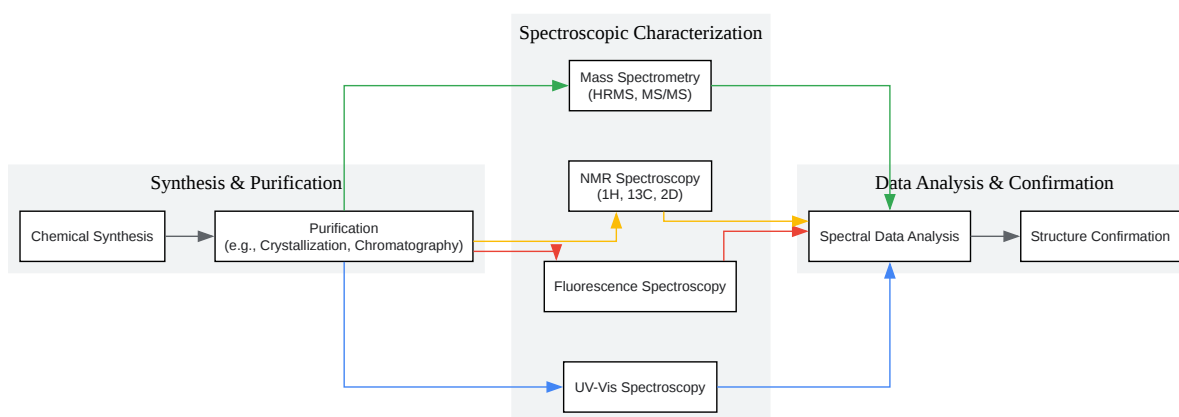 Spectroscopic Characterization
Mass Spectrometry
(HRMS, MS/MS)
Synthesis & Purification
NMR Spectroscopy
(1H, 13C, 2D)
Data Analysis & Confirmation
Chemical Synthesis
Purification
(e.g., Crystallization, Chromatography)
Spectral Data Analysis
Structure Confirmation
Fluorescence Spectroscopy
UV-Vis Spectroscopy